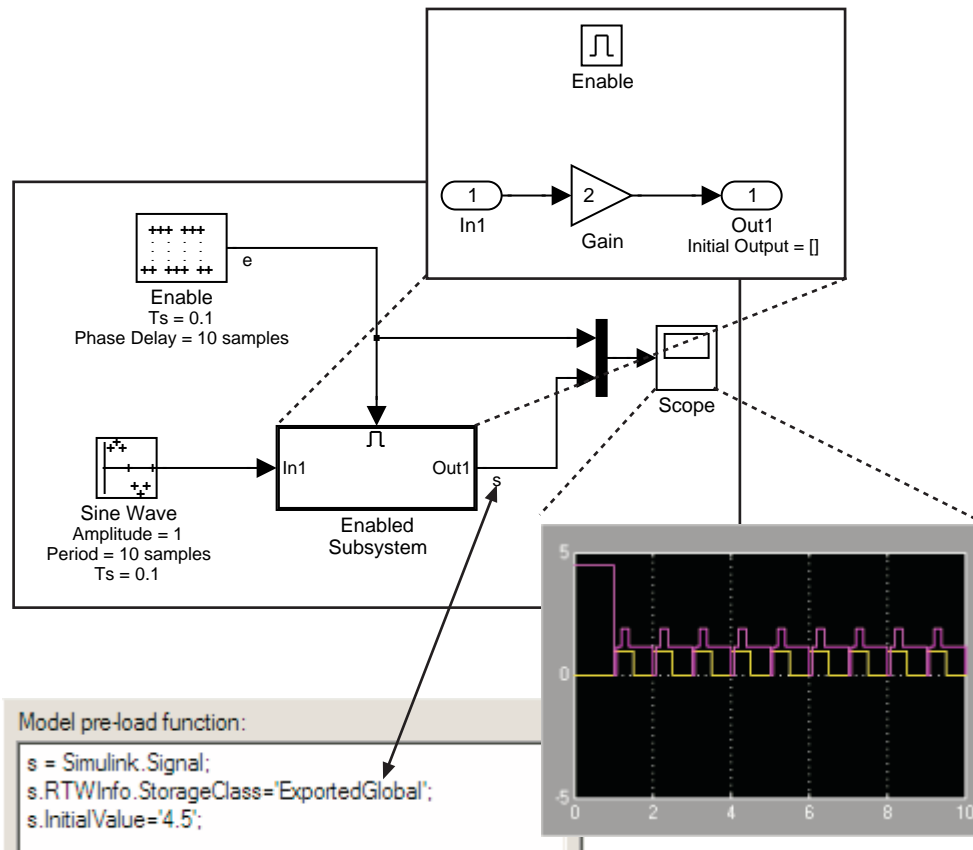 Enable
1
2
1
In1
Gain
Out1
Initial Output = []
e
Enable
Ts = 0.1
Phase Delay = 10 samples
Scope
In1
Out1
s
Sine Wave
Amplitude = 1
Period = 10 samples
Ts = 0.1
Enabled
Subsystem
5
0
-5
0 2 4 6 8 10
Model pre-load function:
s = Simulink.Signal;
s.RTWInfo.StorageClass='ExportedGlobal';
s.InitialValue='4.5';